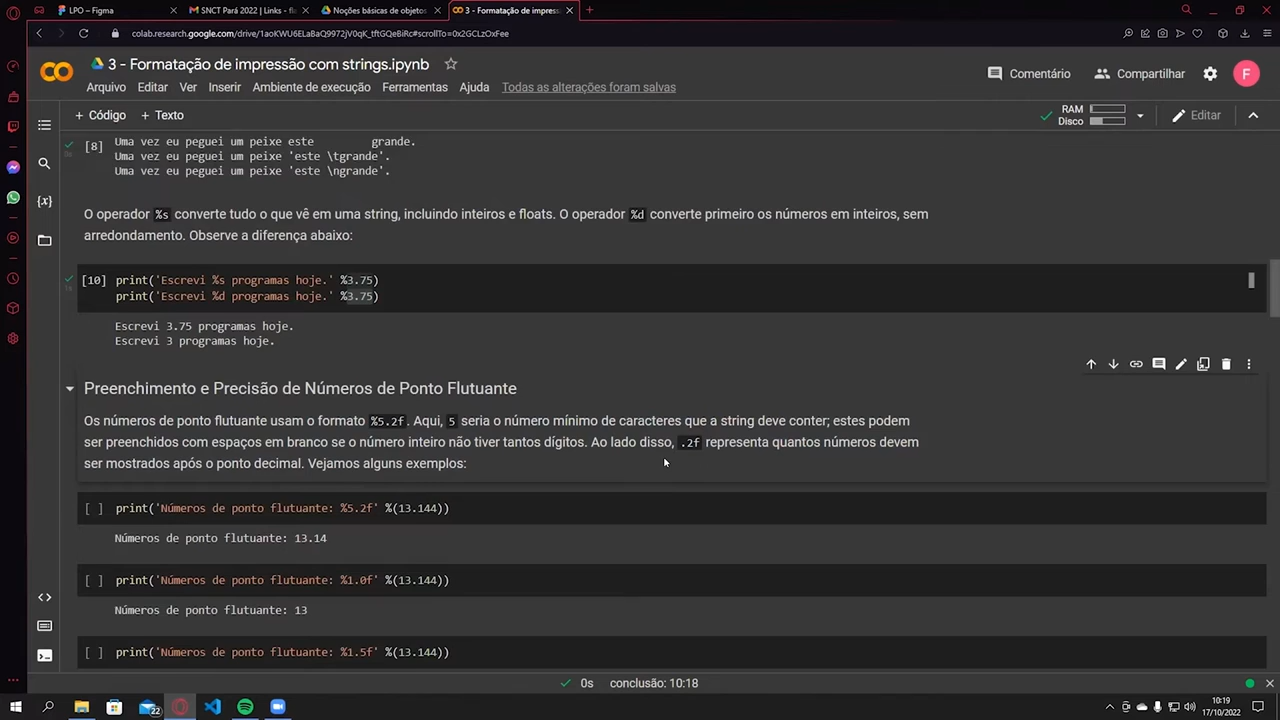 LPO – Figma
SNCT Pará 2022 | Links - f
Noções básicas de objetos
3 - Formatação de impress
colab.research.google.com/drive/1aoKWU6ELaBaQ9972jV0qK_tftGQeBiRc#scrollTo=0x2GCLzOxFee
3 - Formatação de impressão com strings.ipynb
Comentário
Compartilhar
F
Arquivo Editar Ver Inserir Ambiente de execução Ferramentas Ajuda Todas as alterações foram salvas
+ Código + Texto
RAM
Disco
Editar
Uma vez eu peguei um peixe este grande.
[8]
Uma vez eu peguei um peixe 'este \tgrande'.
Uma vez eu peguei um peixe 'este \ngrande'.
O operador %s converte tudo o que vê em uma string, incluindo inteiros e floats. O operador %d converte primeiro os números em inteiros, sem
arredondamento. Observe a diferença abaixo:
[10] print('Escrevi %s programas hoje.' %3.75)
print('Escrevi %d programas hoje.' %3.75)
Escrevi 3.75 programas hoje.
Escrevi 3 programas hoje.
Preenchimento e Precisão de Números de Ponto Flutuante
Os números de ponto flutuante usam o formato %5.2f. Aqui, 5 seria o número mínimo de caracteres que a string deve conter; estes podem
ser preenchidos com espaços em branco se o número inteiro não tiver tantos dígitos. Ao lado disso, .2f representa quantos números devem
ser mostrados após o ponto decimal. Vejamos alguns exemplos:
[ ] print('Números de ponto flutuante: %5.2f' %(13.144))
Números de ponto flutuante: 13.14
[ ] print('Números de ponto flutuante: %1.0f' %(13.144))
Números de ponto flutuante: 13
[ ] print('Números de ponto flutuante: %1.5f' %(13.144))
0s conclusão: 10:18
22
10:19
17/10/2022